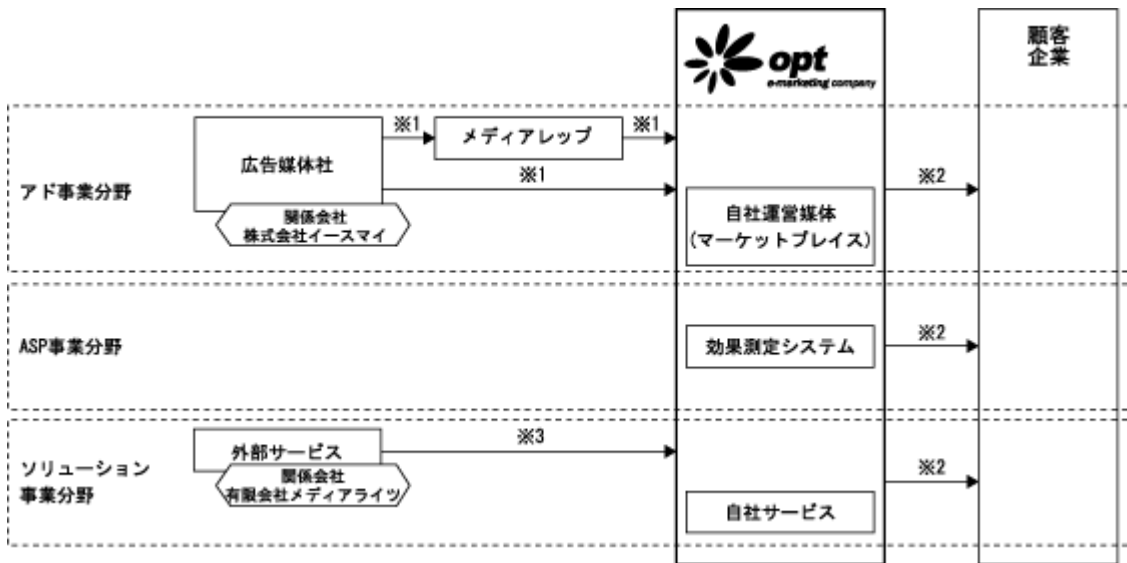 opt
e-marketing company
顧客
企業
アド事業分野
広告媒体社
※1
メディアレップ
※1
※1
関係会社
株式会社イースマイ
自社運営媒体
(マーケットプレイス)
※2
ASP事業分野
効果測定システム
※2
ソリューション
事業分野
外部サービス
関係会社
有限会社メディアライツ
※3
自社サービス
※2